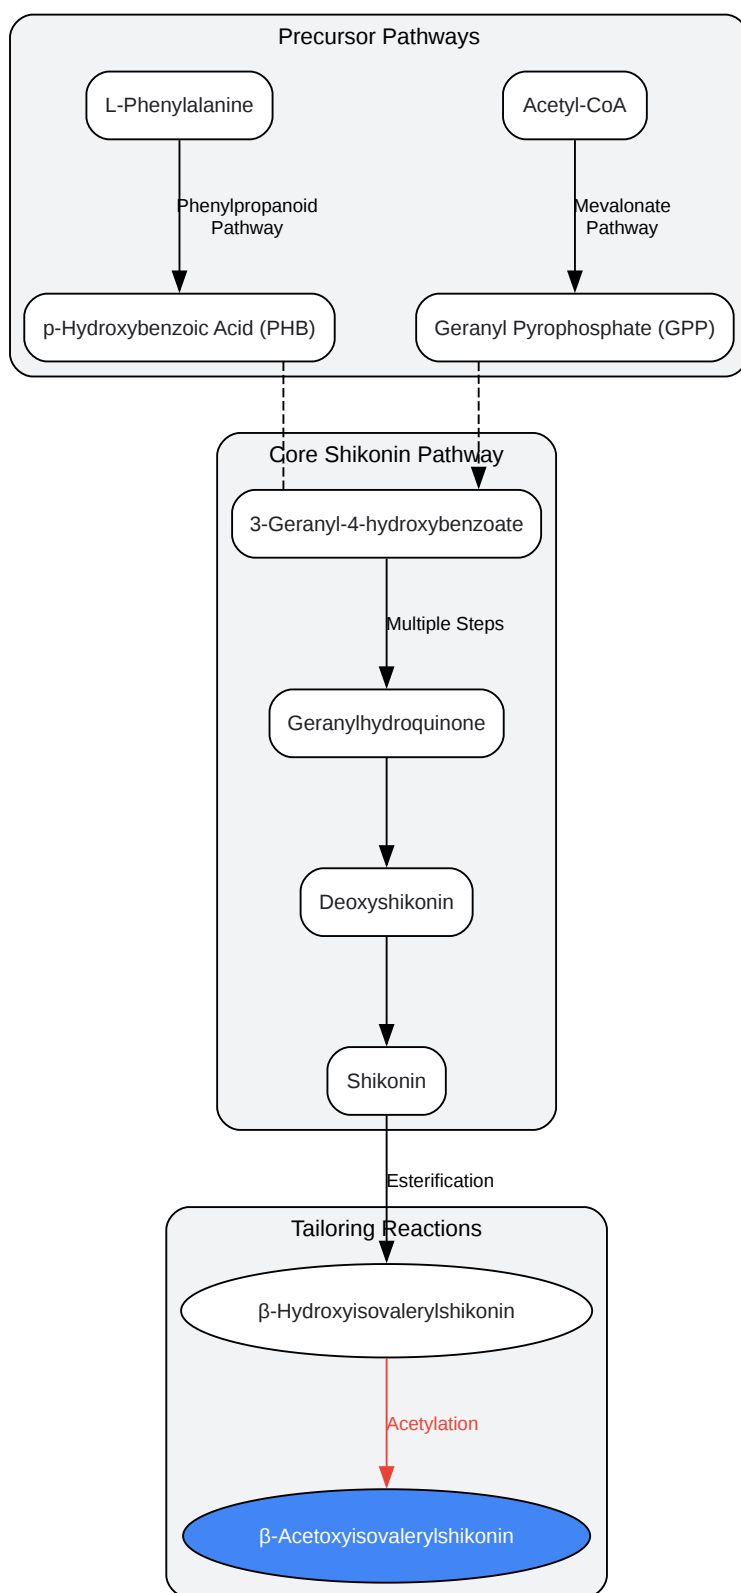 Precursor Pathways
L-Phenylalanine
Acetyl-CoA
Phenylpropanoid
Pathway
Mevalonate
Pathway
p-Hydroxybenzoic Acid (PHB)
Geranyl Pyrophosphate (GPP)
Core Shikonin Pathway
3-Geranyl-4-hydroxybenzoate
Multiple Steps
Geranylhydroquinone
Deoxyshikonin
Shikonin
Esterification
Tailoring Reactions
β-Hydroxyisovalerylshikonin
Acetylation
β-Acetoxyisovalerylshikonin